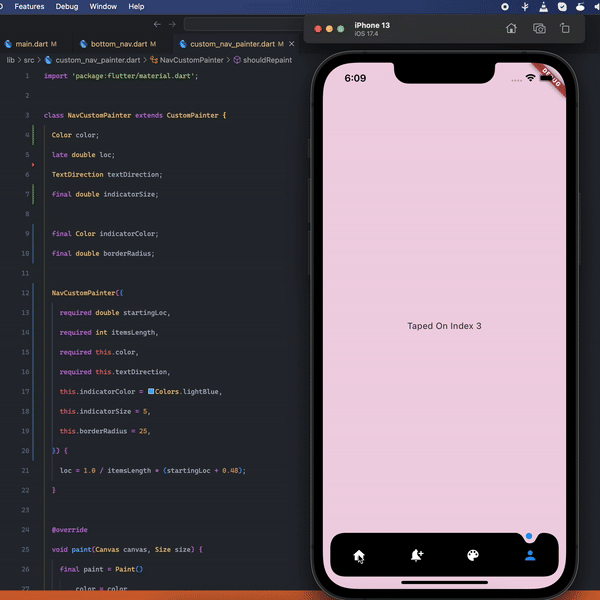 Features Debug Window Help
main.dart M
bottom_nav.dart M
custom_nav_painter.dart M
lib > src > custom_nav_painter.dart > NavCustomPainter > shouldRepaint
1 import 'package:flutter/material.dart';
2
3 class NavCustomPainter extends CustomPainter {
4 Color color;
5 late double loc;
6 TextDirection textDirection;
7 final double indicatorSize;
8
9 final Color indicatorColor;
10 final double borderRadius;
11
12 NavCustomPainter({
13 required double startingLoc,
14 required int itemsLength,
15 required this.color,
16 required this.textDirection,
17 this.indicatorColor = Colors.lightBlue,
18 this.indicatorSize = 5,
19 this.borderRadius = 25,
20 }) {
21 loc = 1.0 / itemsLength * (startingLoc + 0.48);
22 }
23
24 @override
25 void paint(Canvas canvas, Size size) {
26 final paint = Paint()
27 ..color = color
iPhone 13
iOS 17.4
6:09
DEBUG
Taped On Index 3